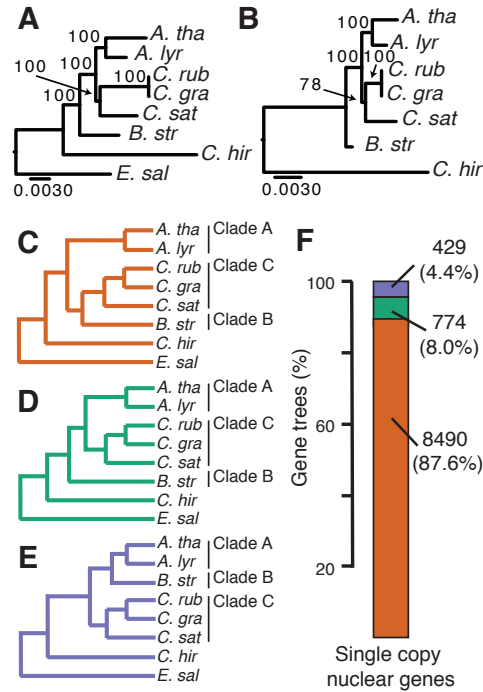 A
100
A. tha
A. lyr
100
100
100
C. rub
C. gra
100
C. sat
B. str
C. hir
E. sal
0.0030
B
A. tha
A. lyr
100
100
C. rub
C. gra
78
C. sat
B. str
C. hir
0.0030
C
A. tha
A. lyr
Clade A
C. rub
C. gra
C. sat
Clade C
B. str
Clade B
C. hir
E. sal
D
A. tha
A. lyr
Clade A
C. rub
C. gra
C. sat
Clade C
B. str
Clade B
C. hir
E. sal
E
A. tha
A. lyr
Clade A
B. str
Clade B
C. rub
C. gra
C. sat
Clade C
C. hir
E. sal
F
Gene trees (%)
100
60
20
429
(4.4%)
774
(8.0%)
8490
(87.6%)
Single copy
nuclear genes